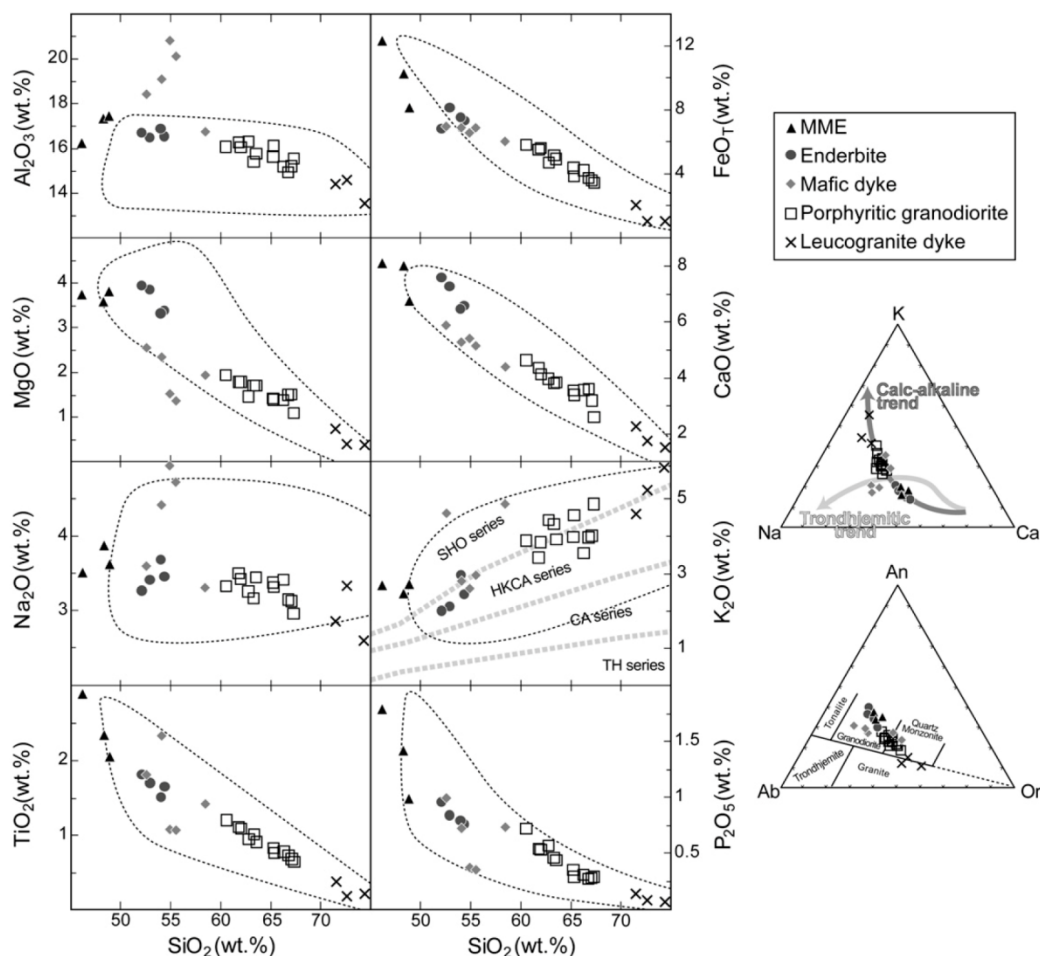 Al2O3 (wt.%)
20
18
16
14
FeOT (wt.%)
12
8
4
MgO (wt.%)
4
3
2
1
CaO (wt.%)
8
6
4
2
Na2O (wt.%)
4
3
K2O (wt.%)
5
3
1
SHO series
HKCA series
CA series
TH series
TiO2 (wt.%)
2
1
P2O5 (wt.%)
1.5
1
0.5
50 55 60 65 70
50 55 60 65 70 75
SiO2 (wt.%)
SiO2 (wt.%)
MME
Enderbite
Mafic dyke
Porphyritic granodiorite
Leucogranite dyke
K
Calc-alkaline
trend
Trondhjemitic
trend
Na
Ca
An
Tonalite
Granodiorite
Quartz
Monzonite
Trondhjemite
Granite
Ab
Or